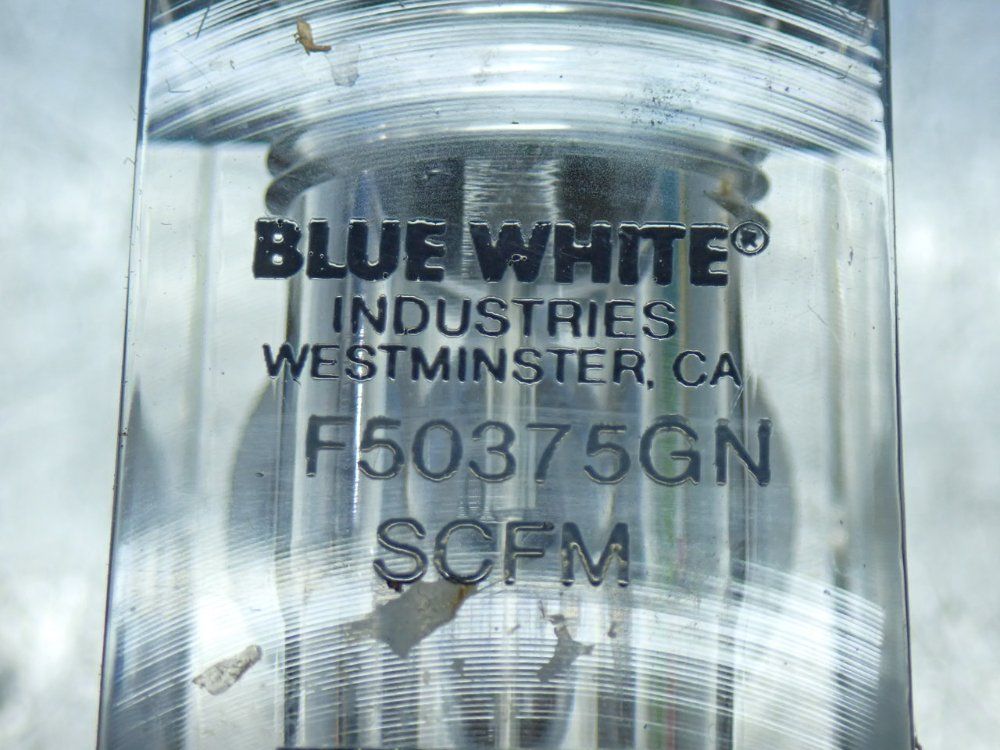 BLUE WHITE®
INDUSTRIES
WESTMINSTER, CA
F50375GN
SCFM